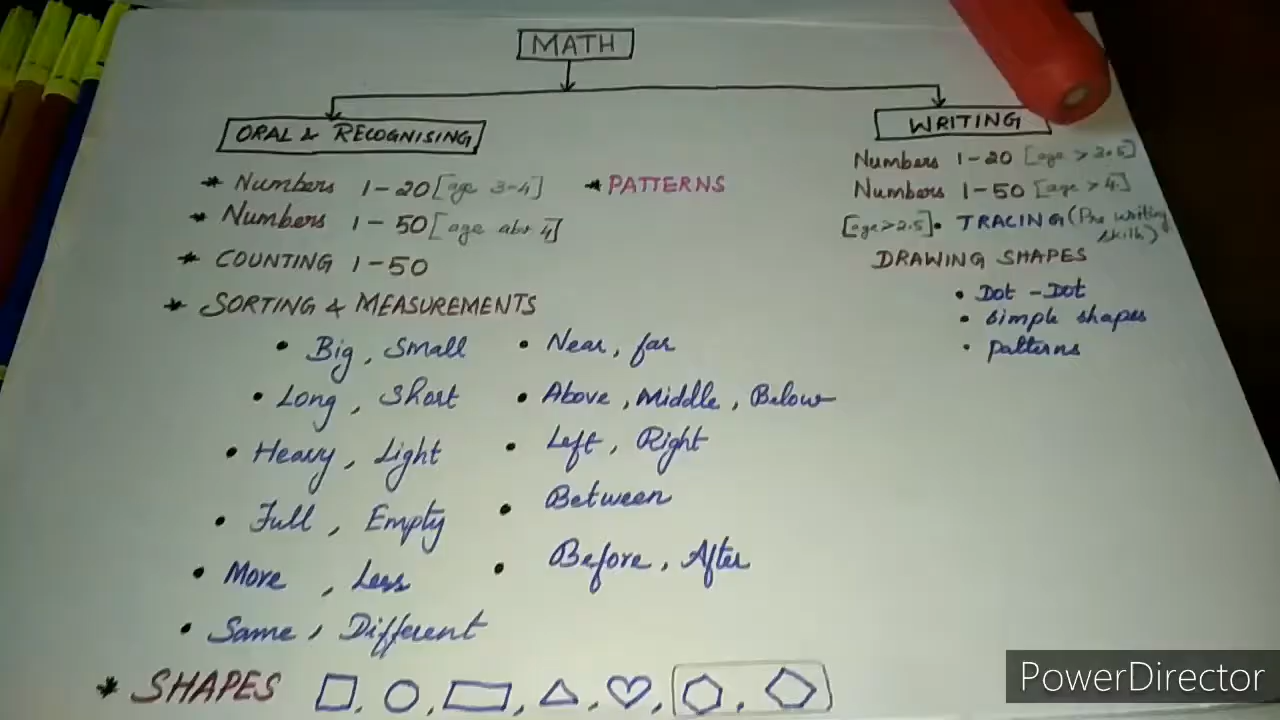 MATH
ORAL & RECOGNISING
* Numbers 1-20 [age 3-4]
* Numbers 1-50 [age abv 4]
* COUNTING 1-50
* SORTING & MEASUREMENTS
• Big, Small
• Long, Short
• Heavy, Light
• Full, Empty
• More, Less
• Same, Different
• Near, far
• Above, Middle, Below
• Left, Right
• Between
• Before, After
* SHAPES
* PATTERNS
WRITING
Numbers 1-20 [age > 3.5]
Numbers 1-50 [age > 4]
[age > 2.5] • TRACING (Pre writing
skills)
DRAWING SHAPES
• Dot - Dot
• simple shapes
• patterns
PowerDirector